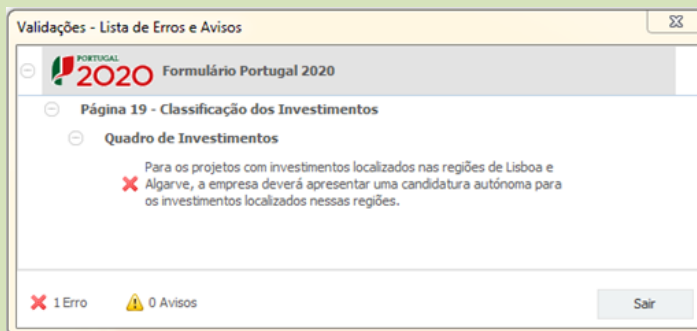 Validações - Lista de Erros e Avisos
PORTUGAL
2020 Formulário Portugal 2020
Página 19 - Classificação dos Investimentos
Quadro de Investimentos
Para os projetos com investimentos localizados nas regiões de Lisboa e
Algarve, a empresa deverá apresentar uma candidatura autónoma para
os investimentos localizados nessas regiões.
1 Erro 0 Avisos Sair